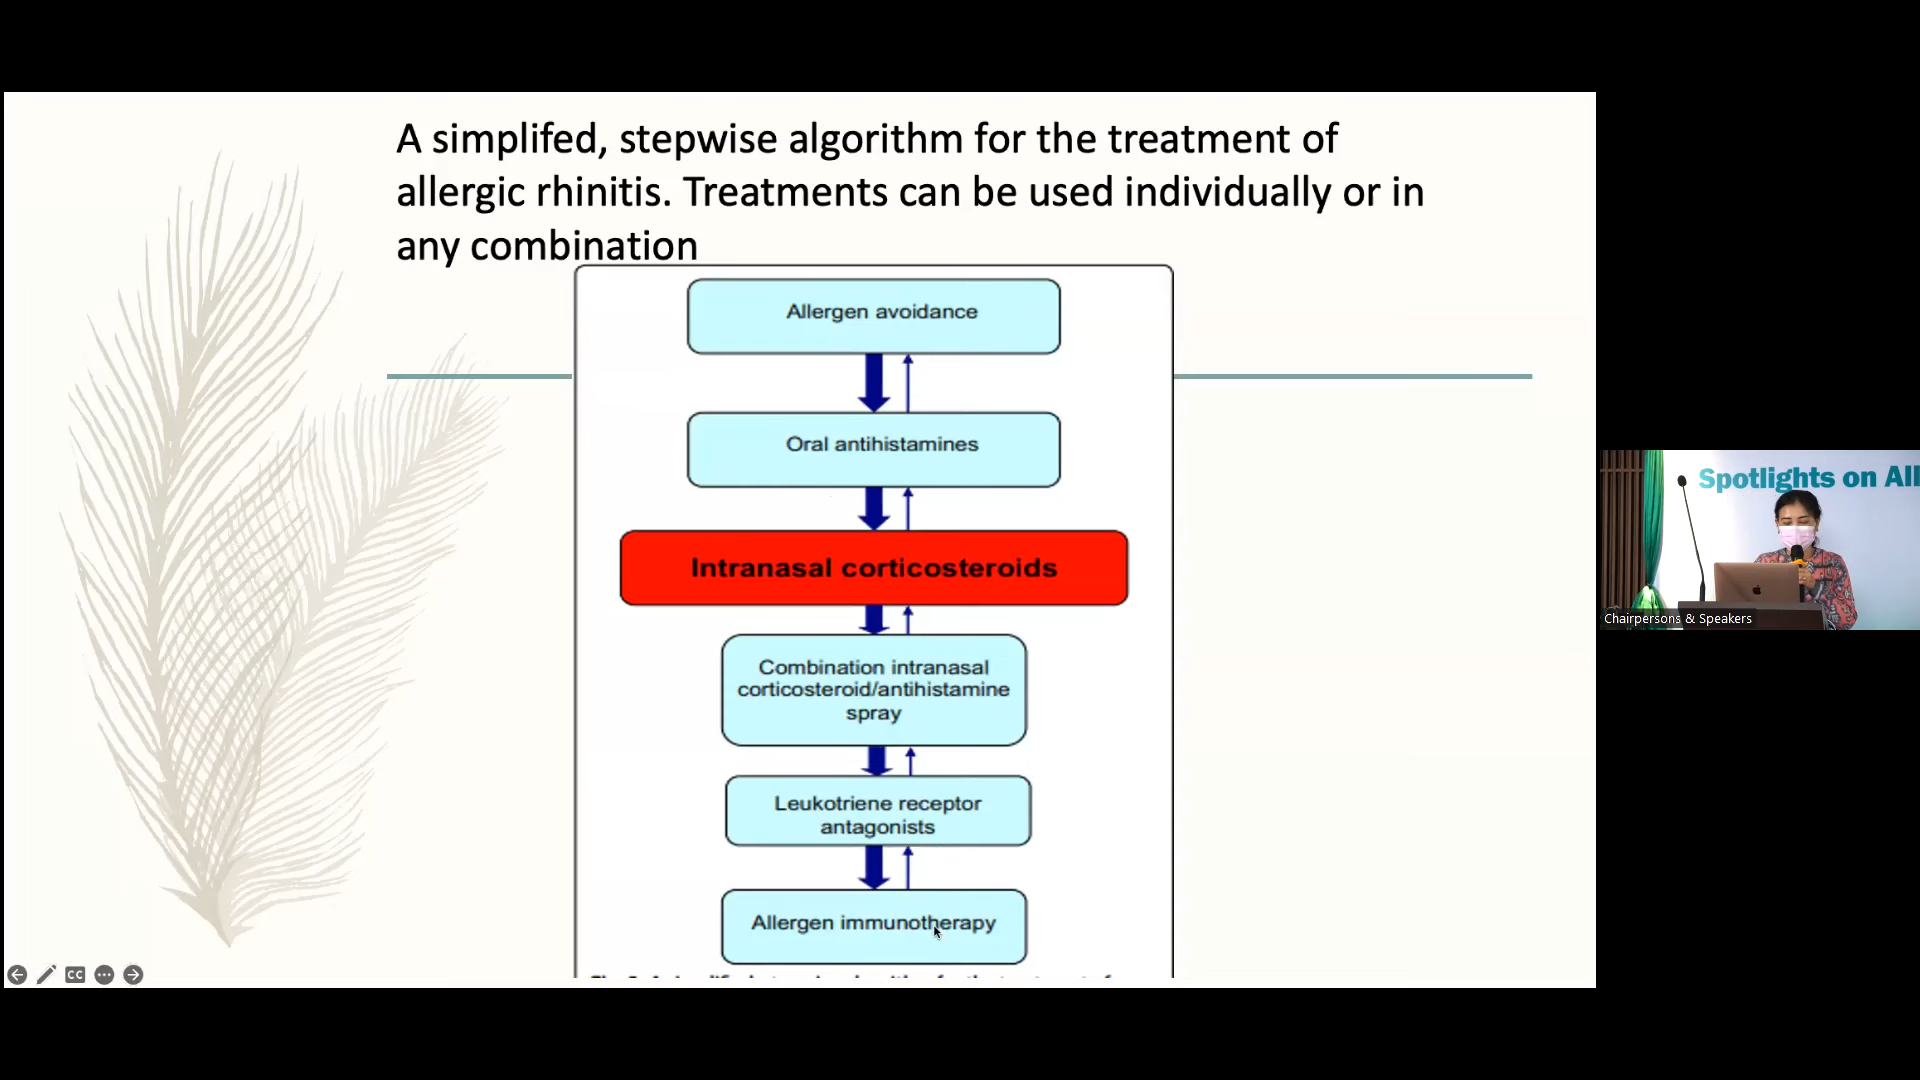 A simplifed, stepwise algorithm for the treatment of
allergic rhinitis. Treatments can be used individually or in
any combination
Allergen avoidance
Oral antihistamines
Intranasal corticosteroids
Combination intranasal
corticosteroid/antihistamine
spray
Leukotriene receptor
antagonists
Allergen immunotherapy
CC
Spotlights on All
Chairpersons & Speakers